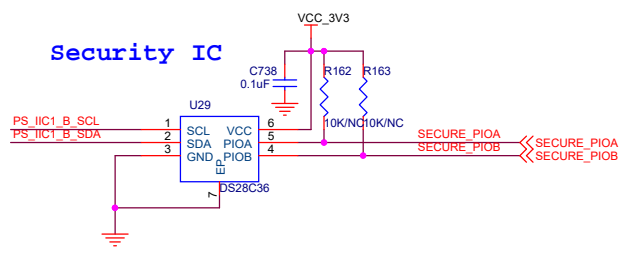 VCC_3V3
Security IC
C738
0.1uF
R162
R163
U29
10K/NC
10K/NC
PS_IIC1_B_SCL
PS_IIC1_B_SDA
1
2
3
SCL
SDA
GND
VCC
PIOA
PIOB
EP
6
5
4
7
DS28C36
SECURE_PIOA
SECURE_PIOB
SECURE_PIOA
SECURE_PIOB